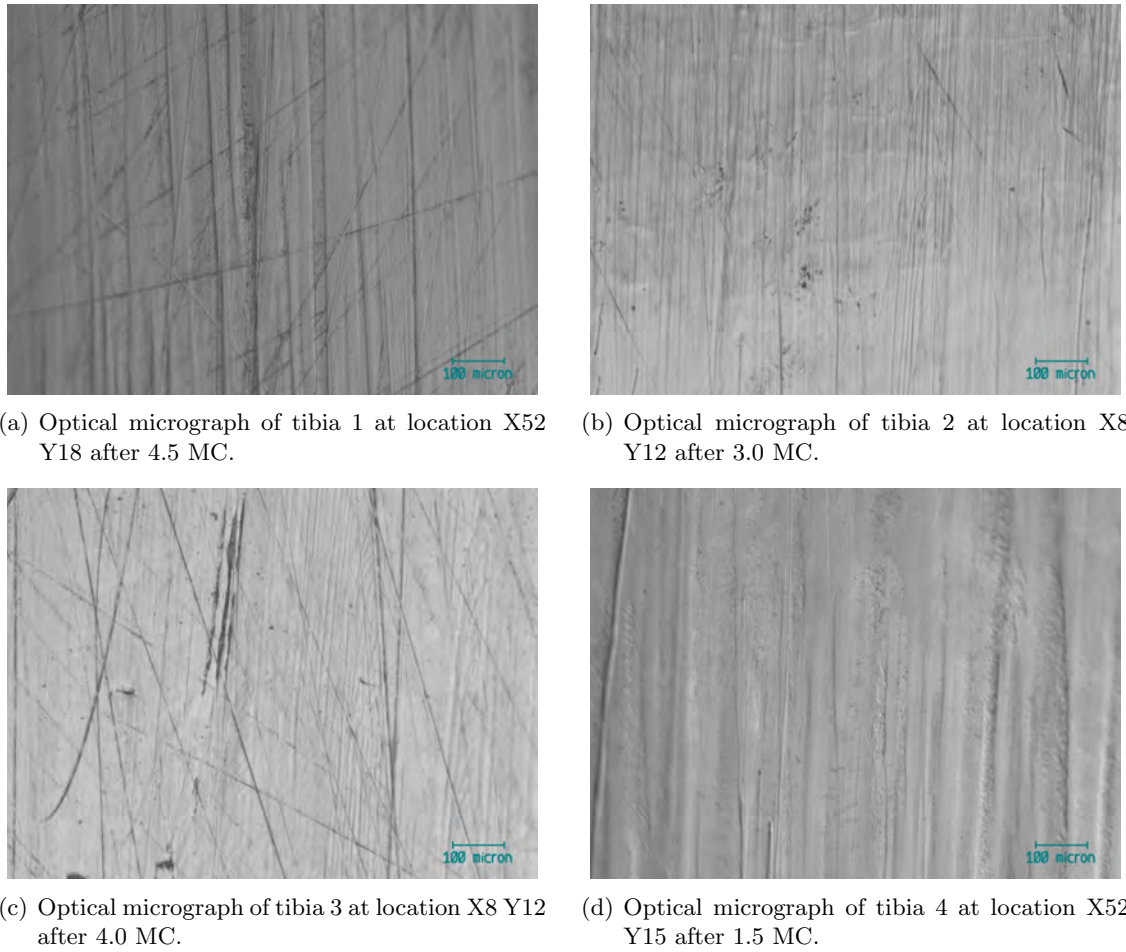 100 micron
100 micron
(a) Optical micrograph of tibia 1 at location X52
Y18 after 4.5 MC.
(b) Optical micrograph of tibia 2 at location X8
Y12 after 3.0 MC.
100 micron
100 micron
(c) Optical micrograph of tibia 3 at location X8 Y12
after 4.0 MC.
(d) Optical micrograph of tibia 4 at location X52
Y15 after 1.5 MC.